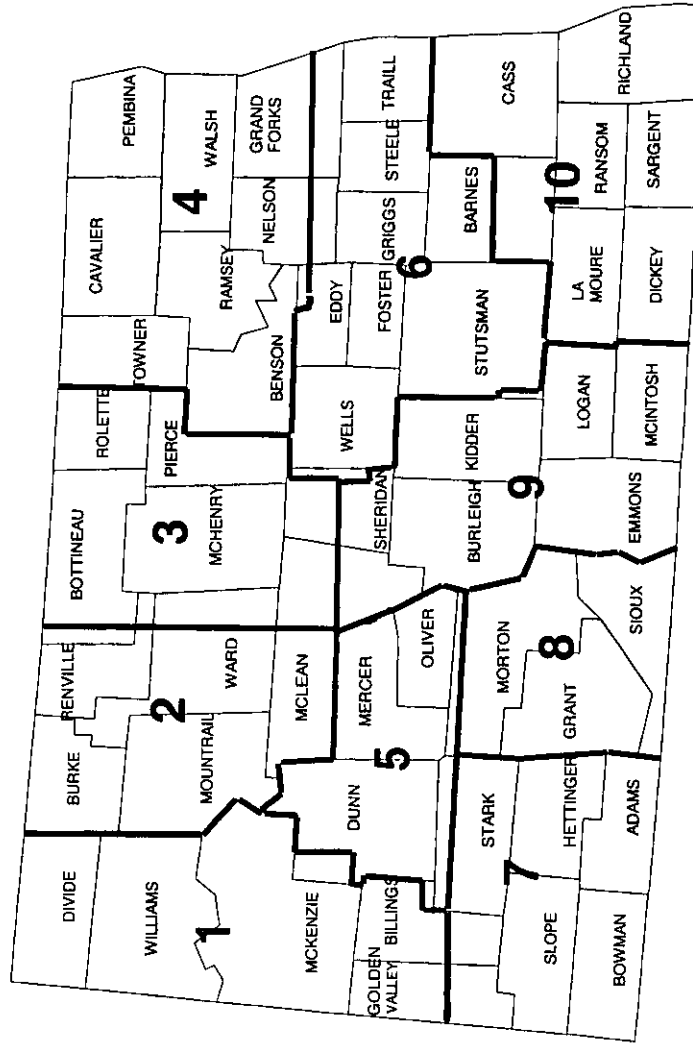 DIVIDE
BURKE
RENVILLE
BOTTINEAU
ROLETTE
TOWNER
CAVALIER
PEMBINA
WILLIAMS
MOUNTRAIL
2
WARD
3
MCHENRY
PIERCE
BENSON
RAMSEY
4
WALSH
NELSON
GRAND
FORKS
1
MCKENZIE
DUNN
MCLEAN
MERCER
5
OLIVER
SHERIDAN
WELLS
EDDY
FOSTER
GRIGGS
STEELE
TRAILL
6
GOLDEN
VALLEY
BILLINGS
STARK
MORTON
BURLEIGH
KIDDER
STUTSMAN
BARNES
CASS
7
SLOPE
HETTINGER
GRANT
8
9
LOGAN
LA
MOURE
10
RANSOM
RICHLAND
BOWMAN
ADAMS
SIOUX
EMMONS
MCINTOSH
DICKEY
SARGENT